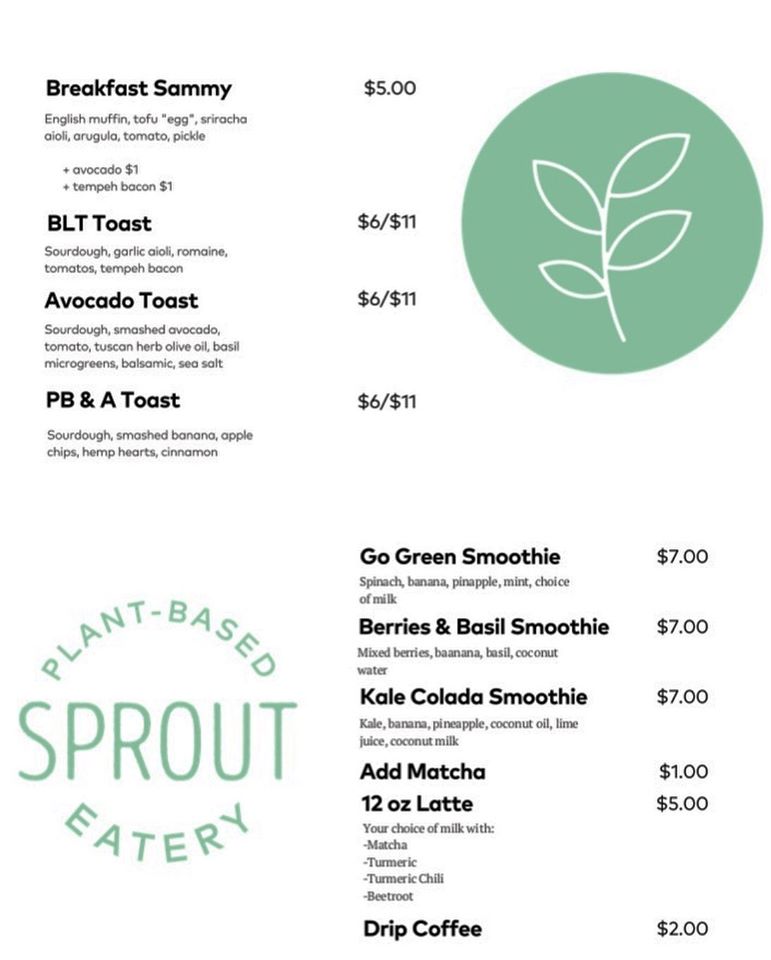 Breakfast Sammy $5.00
English muffin, tofu "egg", sriracha
aioli, arugula, tomato, pickle
+ avocado $1
+ tempeh bacon $1
BLT Toast $6/$11
Sourdough, garlic aioli, romaine,
tomatos, tempeh bacon
Avocado Toast $6/$11
Sourdough, smashed avocado,
tomato, tuscan herb olive oil, basil
microgreens, balsamic, sea salt
PB & A Toast $6/$11
Sourdough, smashed banana, apple
chips, hemp hearts, cinnamon
PLANT-BASED
SPROUT
EATERY
Go Green Smoothie $7.00
Spinach, banana, pinapple, mint, choice
of milk
Berries & Basil Smoothie $7.00
Mixed berries, baanana, basil, coconut
water
Kale Colada Smoothie $7.00
Kale, banana, pineapple, coconut oil, lime
juice, coconut milk
Add Matcha $1.00
12 oz Latte $5.00
Your choice of milk with:
-Matcha
-Turmeric
-Turmeric Chili
-Beetroot
Drip Coffee $2.00